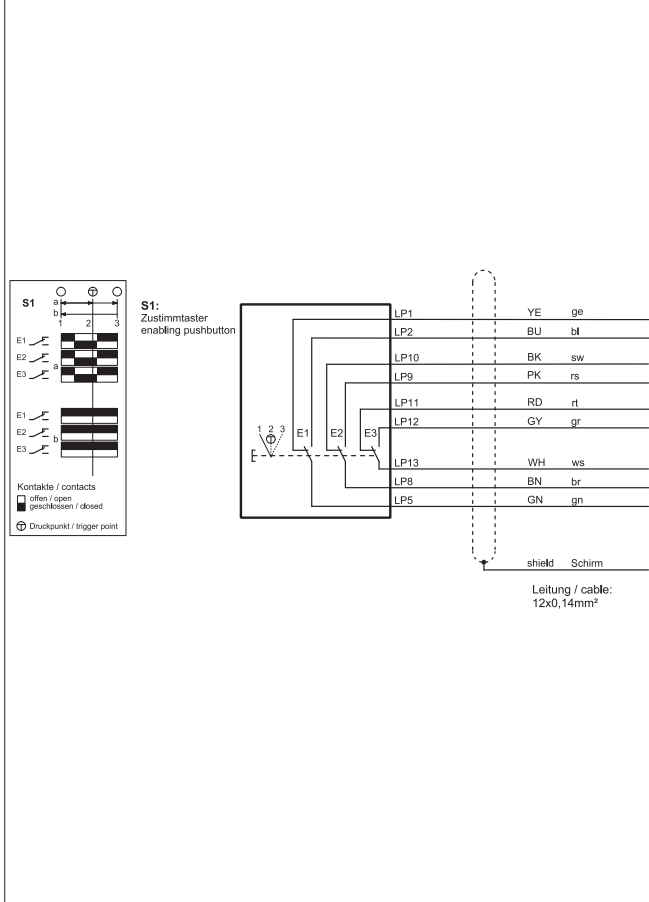 S1
a
b
1 2 3
E1
E2
a
E3
E1
E2
b
E3
Kontakte / contacts
offen / open
geschlossen / closed
Druckpunkt / trigger point
S1:
Zustimmtaster
enabling pushbutton
1 2 3
E1 E2 E3
LP1 YE ge
LP2 BU bl
LP10 BK sw
LP9 PK rs
LP11 RD rt
LP12 GY gr
LP13 WH ws
LP8 BN br
LP5 GN gn
shield Schirm
Leitung / cable:
12x0,14mm²